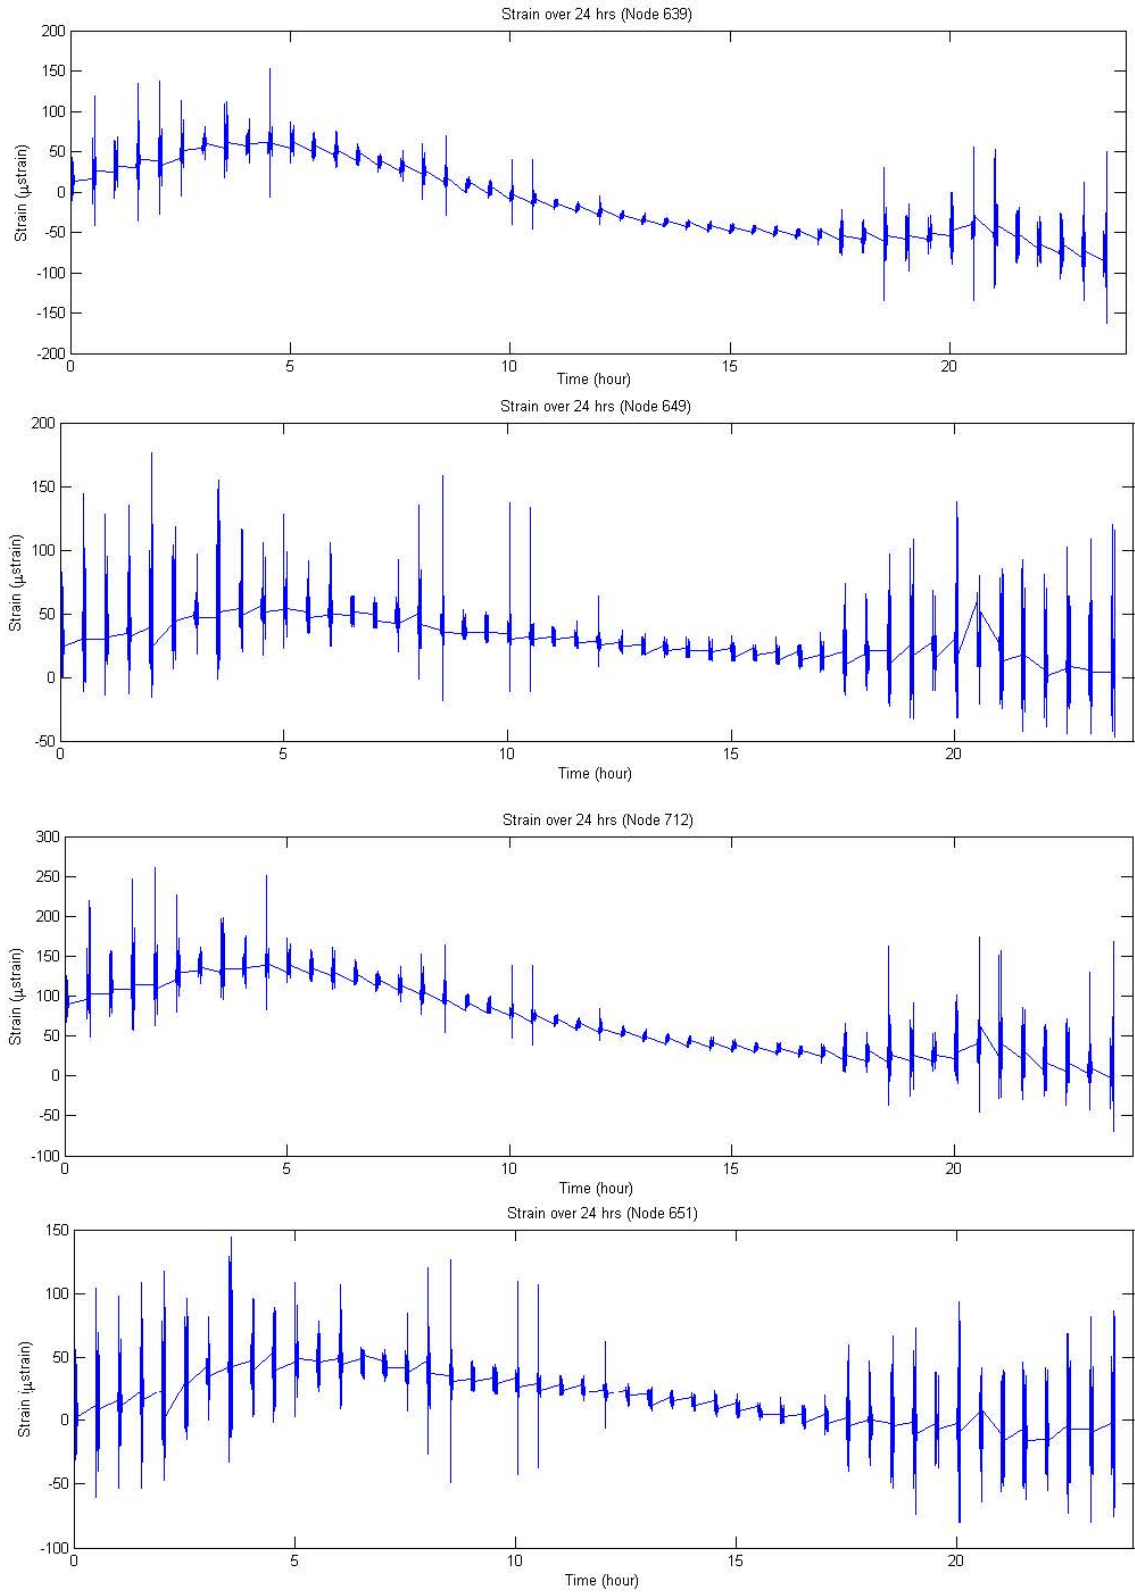 Strain over 24 hrs (Node 639)
200
150
100
50
0
-50
-100
-150
-200
Strain (μstrain)
0 5 10 15 20
Time (hour)
Strain over 24 hrs (Node 649)
200
150
100
50
0
-50
Strain (μstrain)
0 5 10 15 20
Time (hour)
Strain over 24 hrs (Node 712)
300
250
200
150
100
50
0
-50
-100
Strain (μstrain)
0 5 10 15 20
Time (hour)
Strain over 24 hrs (Node 651)
150
100
50
0
-50
-100
Strain (μstrain)
0 5 10 15 20
Time (hour)